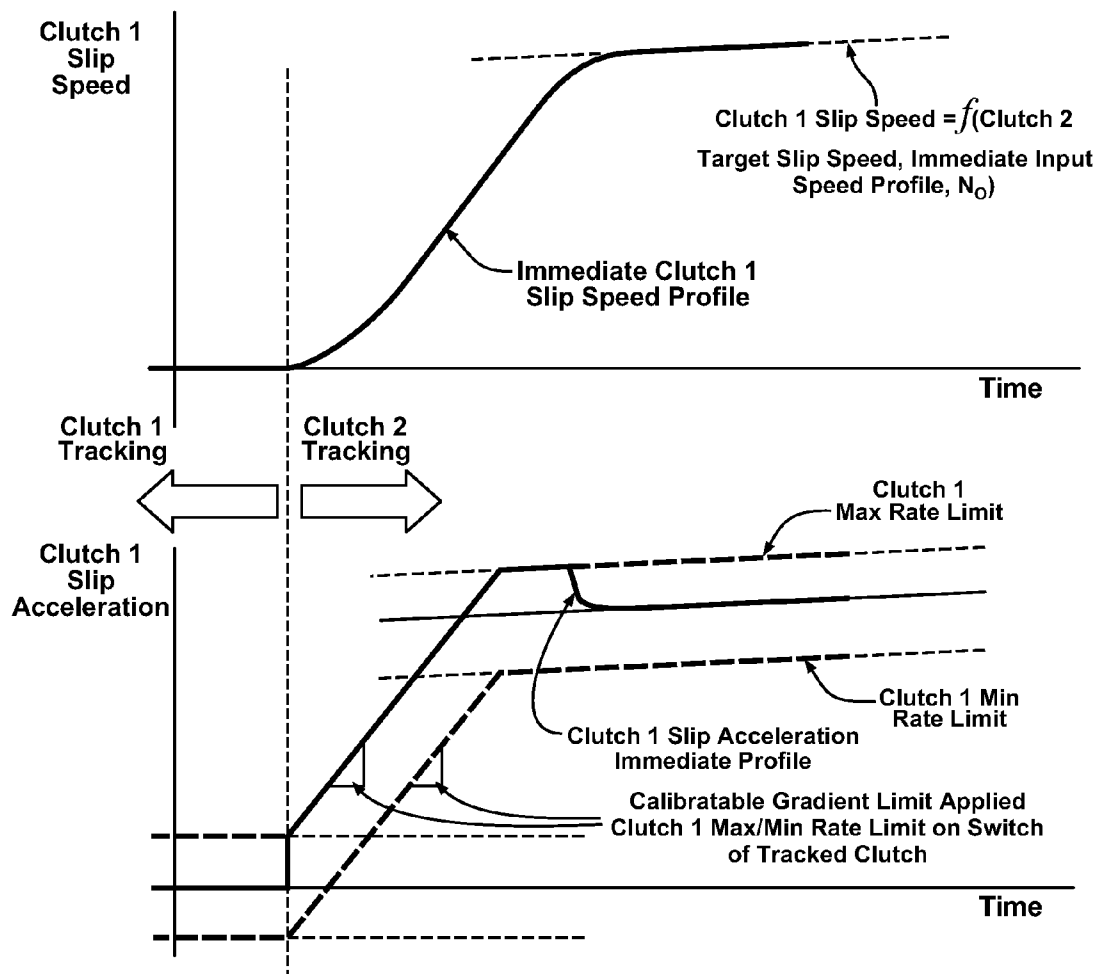 Clutch 1
Slip
Speed
Clutch 1 Slip Speed = f(Clutch 2
Target Slip Speed, Immediate Input
Speed Profile, NO)
Immediate Clutch 1
Slip Speed Profile
Time
Clutch 1
Tracking
Clutch 2
Tracking
Clutch 1
Max Rate Limit
Clutch 1
Slip
Acceleration
Clutch 1 Min
Rate Limit
Clutch 1 Slip Acceleration
Immediate Profile
Calibratable Gradient Limit Applied
Clutch 1 Max/Min Rate Limit on Switch
of Tracked Clutch
Time